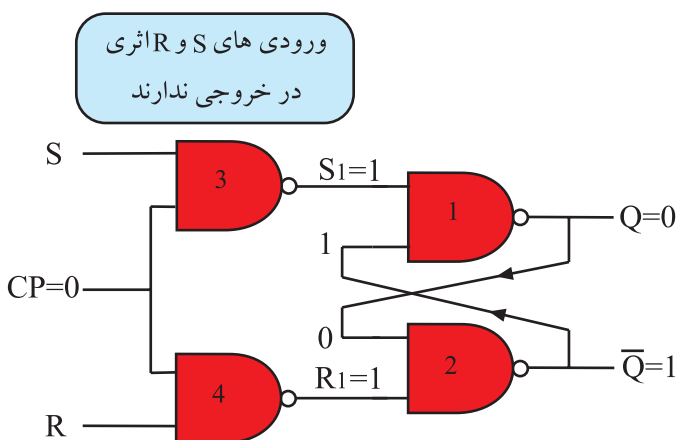 ورودی های S و R اثری
در خروجی ندارند
S
3
S1=1
1
Q=0
1
CP=0
0
2
Q̅=1
R1=1
4
R